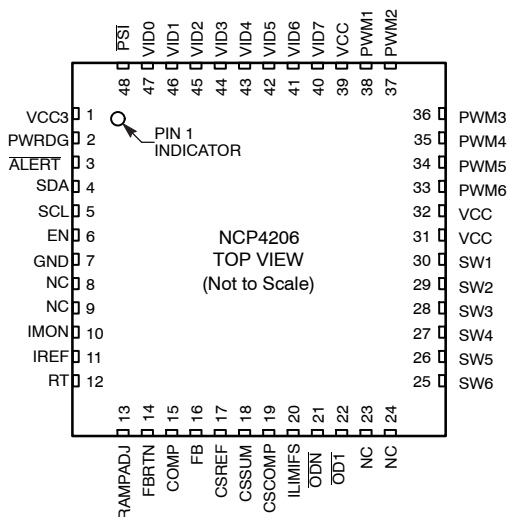 PSI
VID0
VID1
VID2
VID3
VID4
VID5
VID6
VID7
VCC
PWM1
PWM2
48
47
46
45
44
43
42
41
40
39
38
37
VCC3 1
PWRDG 2
ALERT 3
SDA 4
SCL 5
EN 6
GND 7
NC 8
NC 9
IMON 10
IREF 11
RT 12
PIN 1
INDICATOR
NCP4206
TOP VIEW
(Not to Scale)
36 PWM3
35 PWM4
34 PWM5
33 PWM6
32 VCC
31 VCC
30 SW1
29 SW2
28 SW3
27 SW4
26 SW5
25 SW6
13
14
15
16
17
18
19
20
21
22
23
24
RAMPADJ
FBRTN
COMP
FB
CSREF
CSSUM
CSCOMP
ILIMIFS
ODN
OD1
NC
NC